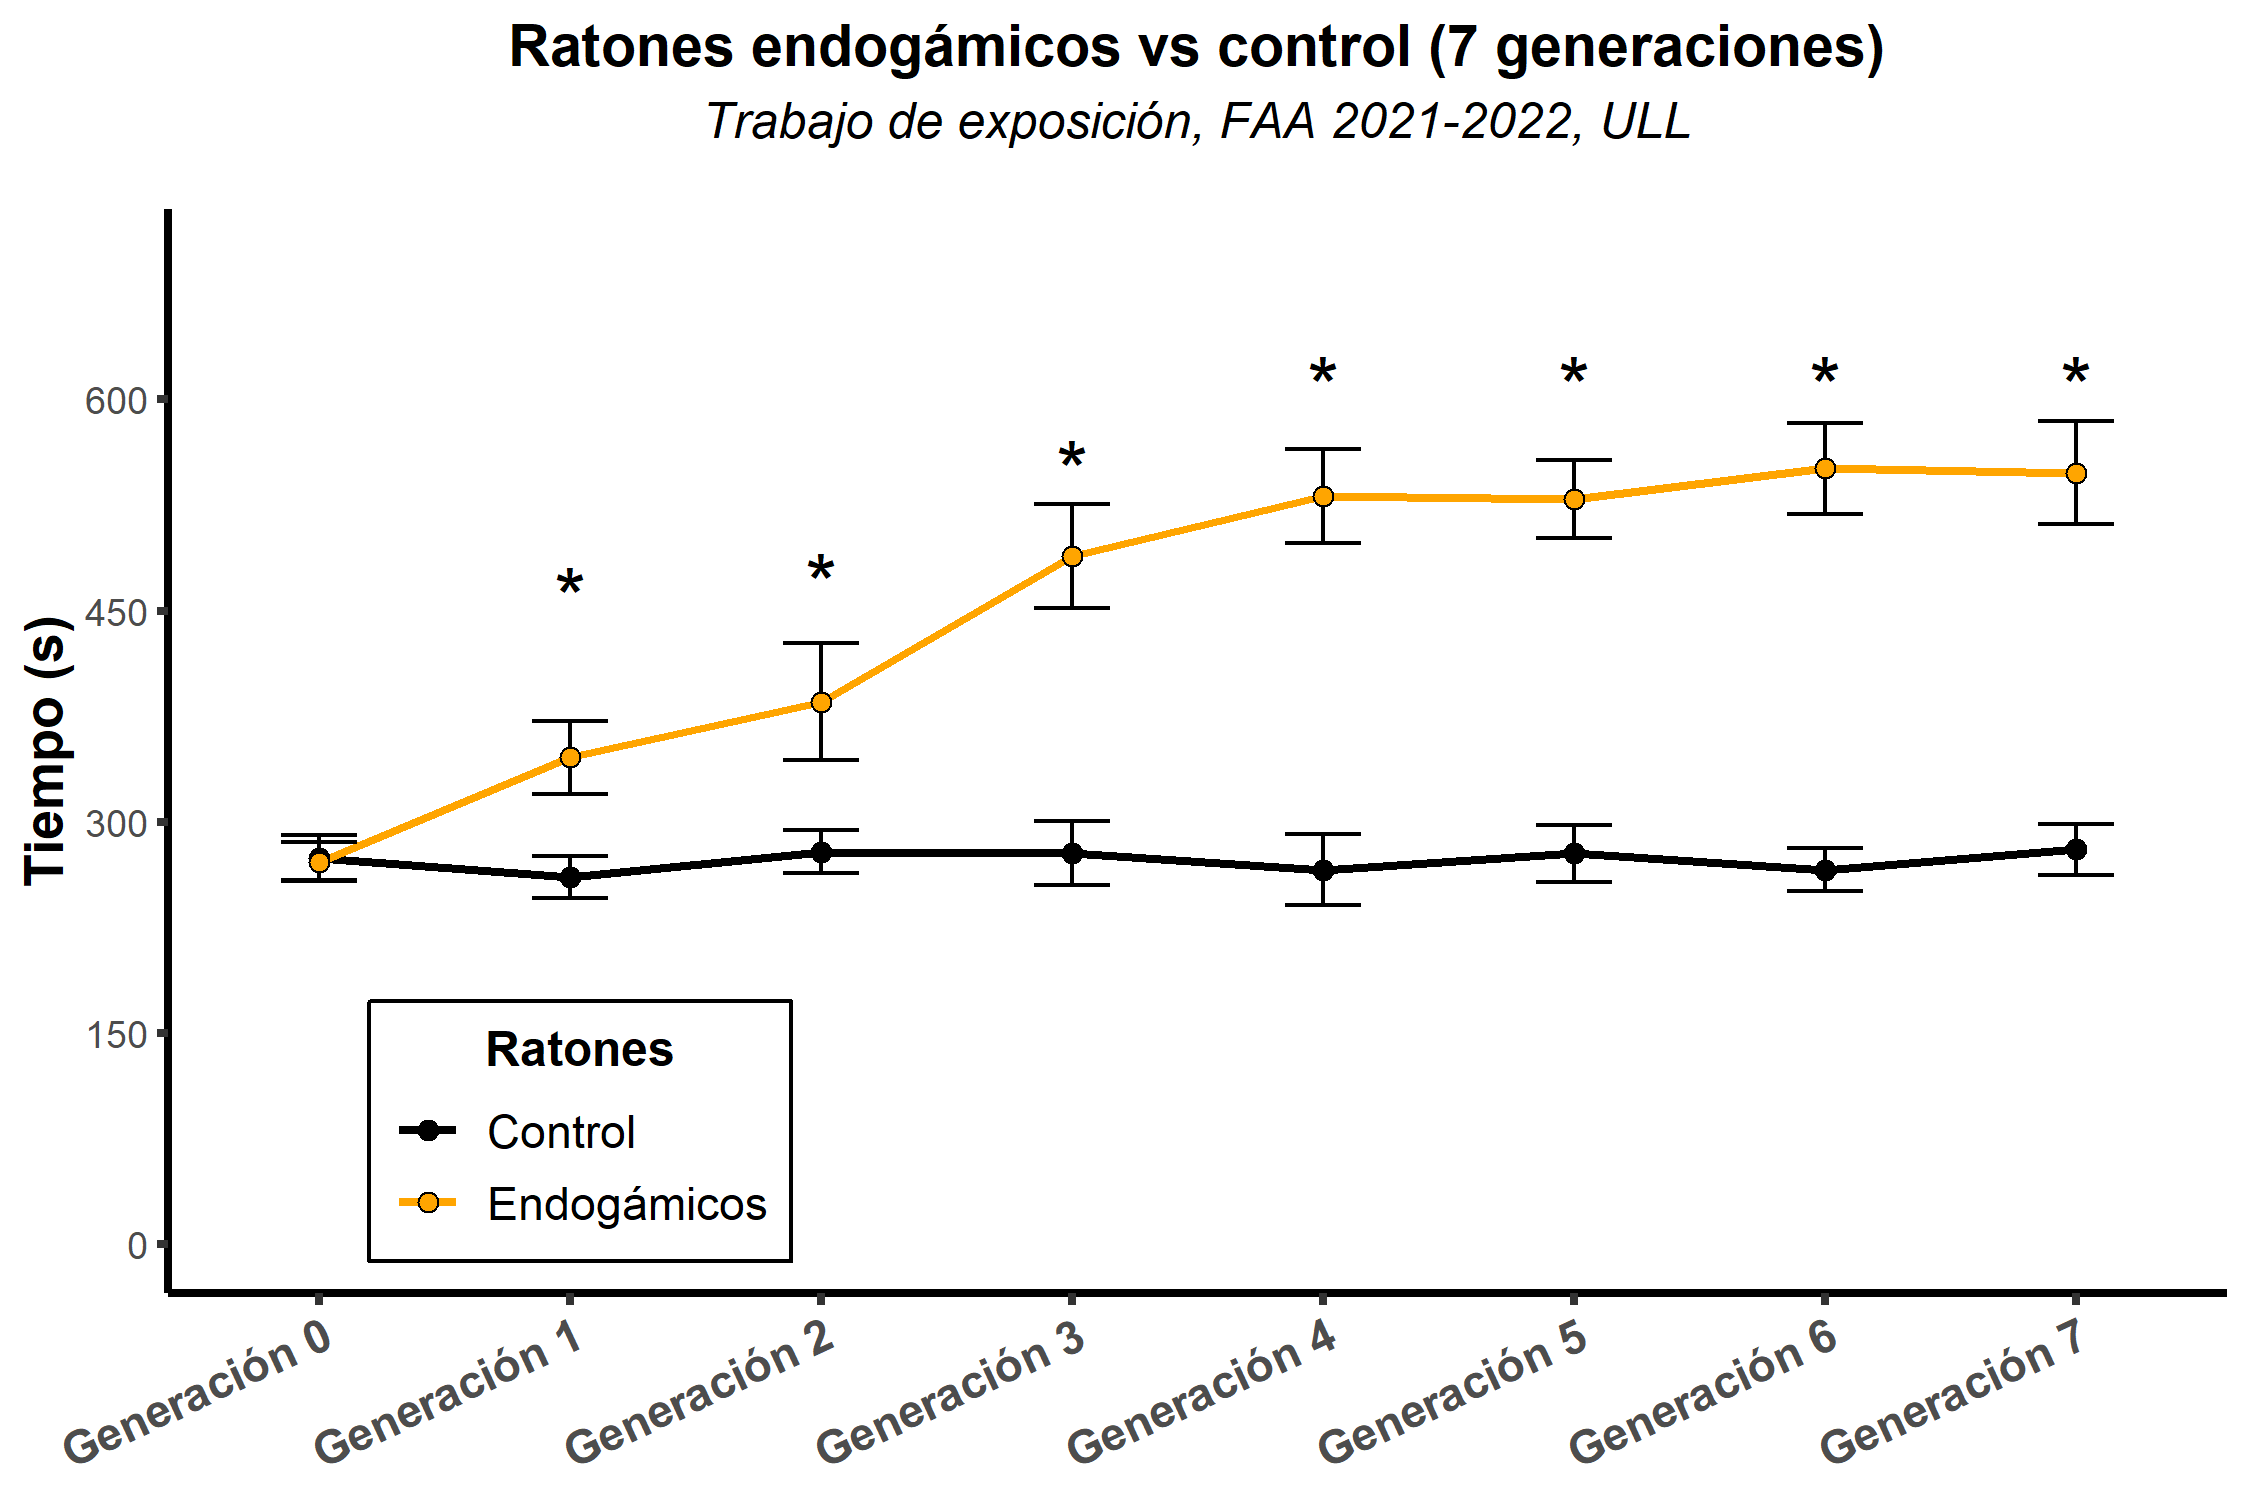 Ratones endogámicos vs control (7 generaciones)
Trabajo de exposición, FAA 2021-2022, ULL
Tiempo (s)
600
450
300
150
0
*
*
*
*
*
*
*
Ratones
Control
Endogámicos
Generación 0
Generación 1
Generación 2
Generación 3
Generación 4
Generación 5
Generación 6
Generación 7